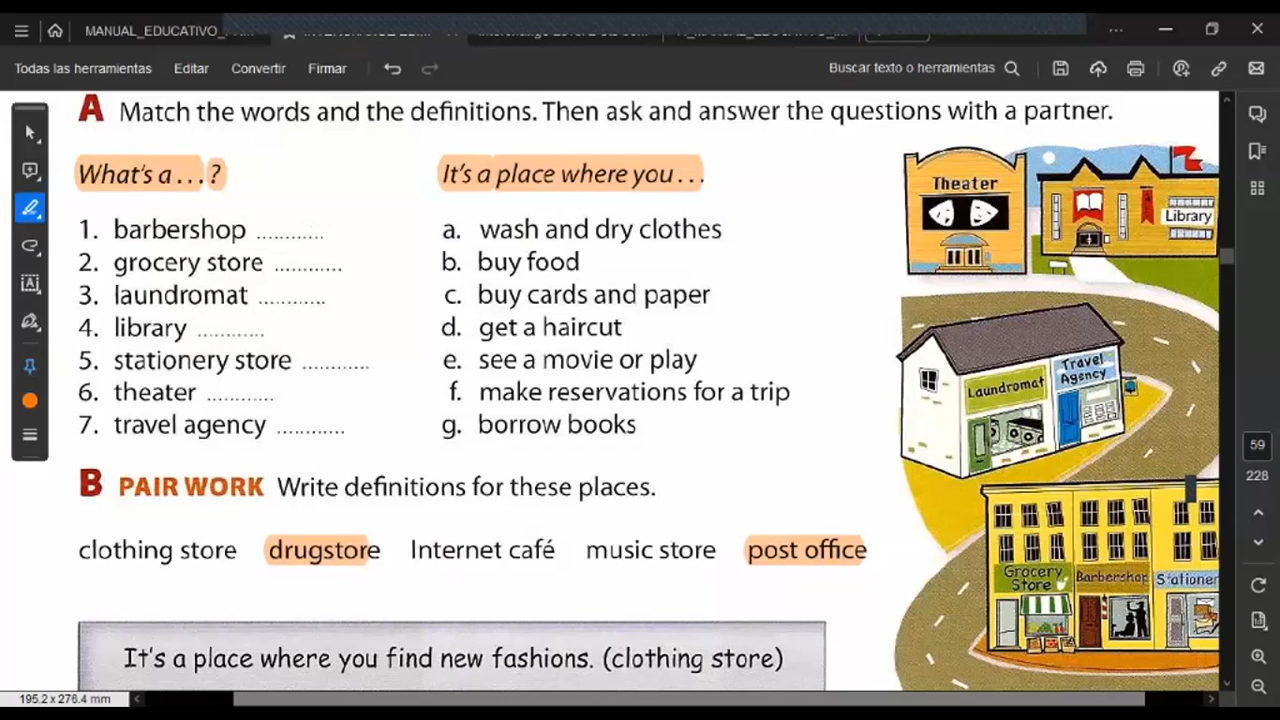 MANUAL_EDUCATIVO_
Todas las herramientas Editar Convertir Firmar Buscar texto o herramientas
A Match the words and the definitions. Then ask and answer the questions with a partner.
What's a . . . ? It's a place where you . . .
1. barbershop ............ a. wash and dry clothes
2. grocery store ............ b. buy food
3. laundromat ............ c. buy cards and paper
4. library ............ d. get a haircut
5. stationery store ............ e. see a movie or play
6. theater ............ f. make reservations for a trip
7. travel agency ............ g. borrow books
B PAIR WORK Write definitions for these places.
clothing store drugstore Internet café music store post office
It's a place where you find new fashions. (clothing store)
Theater
Library
Laundromat
Travel
Agency
Grocery
Store
Barbershop
Stationer
59
228
195.2 x 276.4 mm